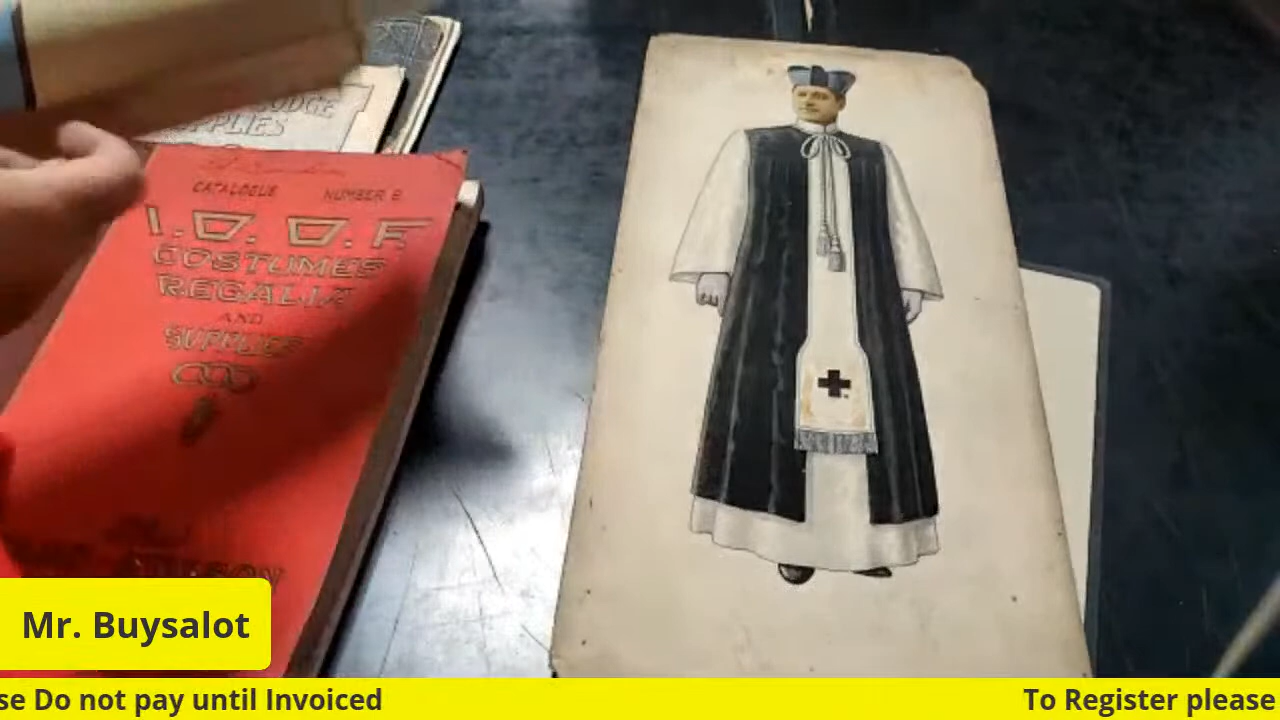 LODGE
SUPPLIES
CATALOGUE NUMBER 6
I.O.O.F.
COSTUMES
REGALIA
AND
SUPPLIES
Mr. Buysalot
se Do not pay until Invoiced
To Register please